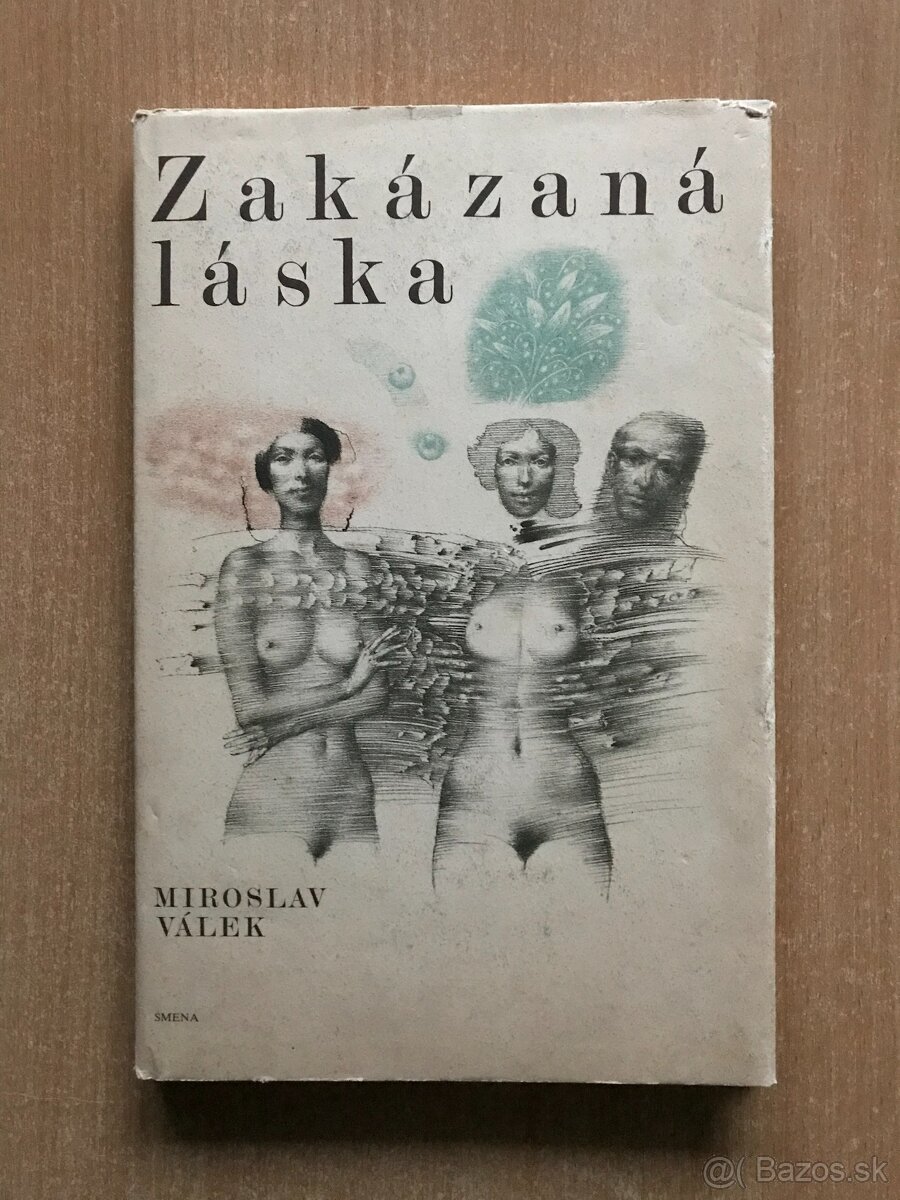 Zakázaná
láska
MIROSLAV
VÁLEK
SMENA
@( Bazos.sk